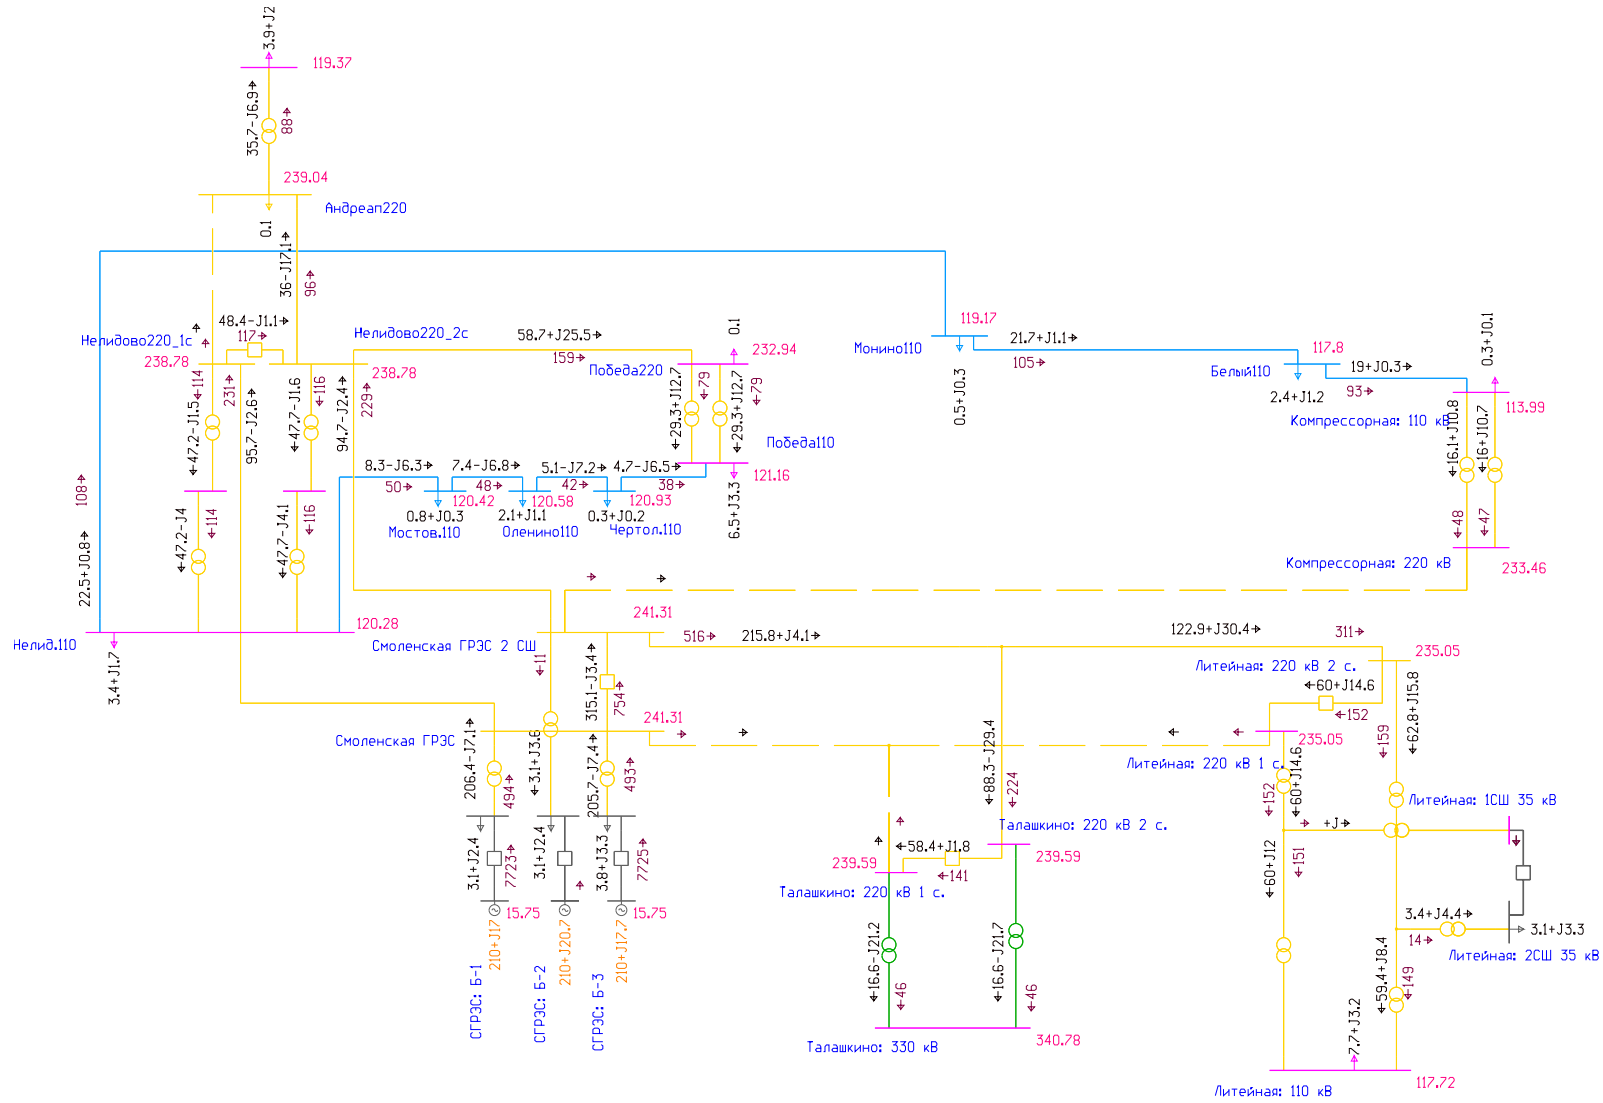 3.9+J2
119.37
35.7-J6.9
88
239.04
Андреап220
0.1
36-J17.1
96
48.4-J1.1
117
Нелидово220_1с
238.78
Нелидово220_2с
238.78
58.7+J25.5
159
0.1
232.94
Победа220
114
231
47.2-J1.5
95.7-J2.6
47.7-J1.6
116
94.7-J2.4
229
29.3+J12.7
79
29.3+J12.7
79
Победа110
121.16
6.5+J3.3
8.3-J6.3
50
7.4-J6.8
48
5.1-J7.2
42
4.7-J6.5
38
120.42
120.58
120.93
0.8+J0.3
2.1+J1.1
0.3+J0.2
Мостов.110
Оленино110
Чертол.110
108
22.5+J0.8
47.2-J4
114
47.7-J4.1
116
120.28
Нелид.110
3.4+J1.7
119.17
Монино110
0.5+J0.3
21.7+J1.1
105
117.8
Белый110
2.4+J1.2
19+J0.3
93
0.3+J0.1
113.99
Компрессорная: 110 кВ
16.1+J10.8
16+J10.7
48
47
Компрессорная: 220 кВ
233.46
241.31
Смоленская ГРЭС 2 СШ
516
215.8+J4.1
122.9+J30.4
311
235.05
Литейная: 220 кВ 2 с.
60+J14.6
152
11
315.1-J3.4
754
241.31
Смоленская ГРЭС
206.4-J7.1
494
3.1+J3.6
205.7-J7.4
493
3.1+J2.4
7723
3.1+J2.4
3.8+J3.3
7725
15.75
15.75
210+J17
210+J20.7
210+J17.7
СГРЭС: Б-1
СГРЭС: Б-2
СГРЭС: Б-3
88.3-J29.4
224
Талашкино: 220 кВ 2 с.
239.59
58.4+J1.8
141
239.59
Талашкино: 220 кВ 1 с.
16.6-J21.2
46
16.6-J21.7
46
Талашкино: 330 кВ
340.78
235.05
Литейная: 220 кВ 1 с.
159
62.8+J15.8
152
60+J14.6
Литейная: 1СШ 35 кВ
+J
60+J12
151
3.4+J4.4
14
3.1+J3.3
Литейная: 2СШ 35 кВ
59.4+J8.4
149
7.7+J3.2
117.72
Литейная: 110 кВ